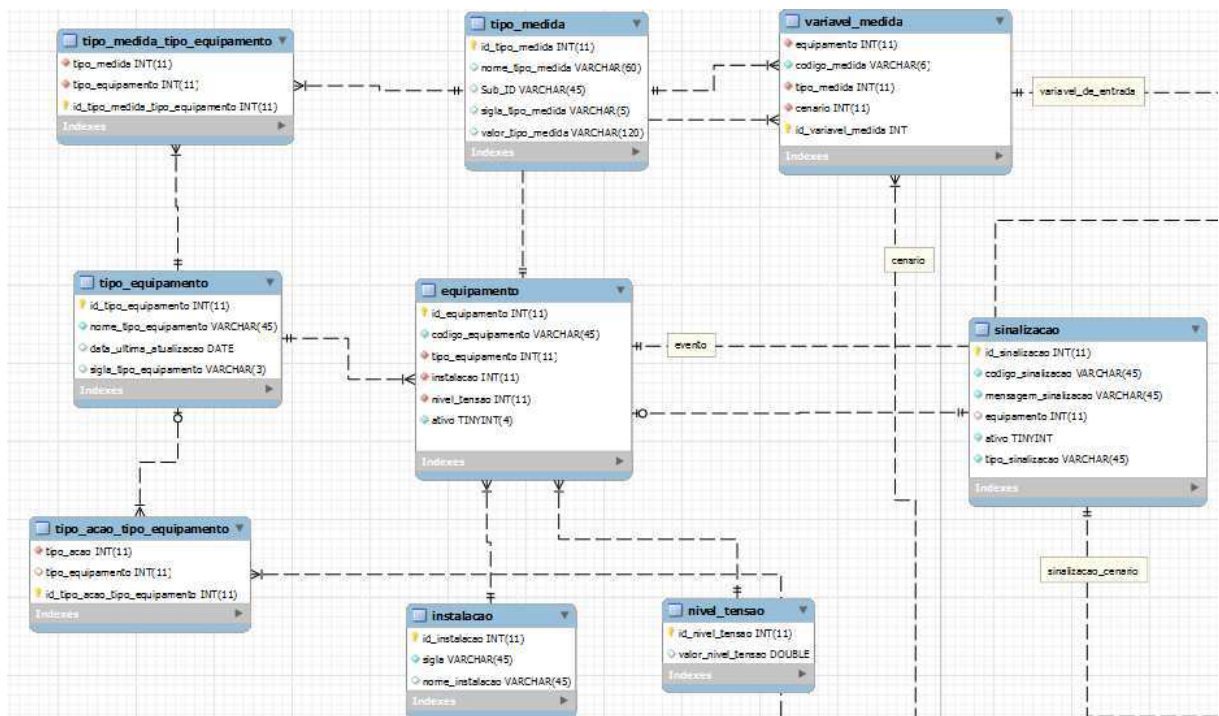 tipo_medida_tipo_equipamento
tipo_medida INT(11)
tipo_equipamento INT(11)
id_tipo_medida_tipo_equipamento INT(11)
Indexes
tipo_medida
id_tipo_medida INT(11)
nome_tipo_medida VARCHAR(60)
Sub_ID VARCHAR(45)
sigla_tipo_medida VARCHAR(5)
valor_tipo_medida VARCHAR(120)
Indexes
variavel_medida
equipamento INT(11)
codigo_medida VARCHAR(6)
tipo_medida INT(11)
cenario INT(11)
id_variavel_medida INT
Indexes
variavel_de_entrada
cenario
tipo_equipamento
id_tipo_equipamento INT(11)
nome_tipo_equipamento VARCHAR(45)
data_ultima_atualizacao DATE
sigla_tipo_equipamento VARCHAR(3)
Indexes
equipamento
id_equipamento INT(11)
codigo_equipamento VARCHAR(45)
tipo_equipamento INT(11)
instalacao INT(11)
nivel_tensao INT(11)
ativo TINYINT(4)
Indexes
evento
sinalizacao
id_sinalizacao INT(11)
codigo_sinalizacao VARCHAR(45)
mensagem_sinalizacao VARCHAR(45)
equipamento INT(11)
ativo TINYINT
tipo_sinalizacao VARCHAR(45)
Indexes
tipo_acao_tipo_equipamento
tipo_acao INT(11)
tipo_equipamento INT(11)
id_tipo_acao_tipo_equipamento INT(11)
Indexes
instalacao
id_instalacao INT(11)
sigla VARCHAR(45)
nome_instalacao VARCHAR(45)
Indexes
nivel_tensao
id_nivel_tensao INT(11)
valor_nivel_tensao DOUBLE
Indexes
sinalizacao_cenario